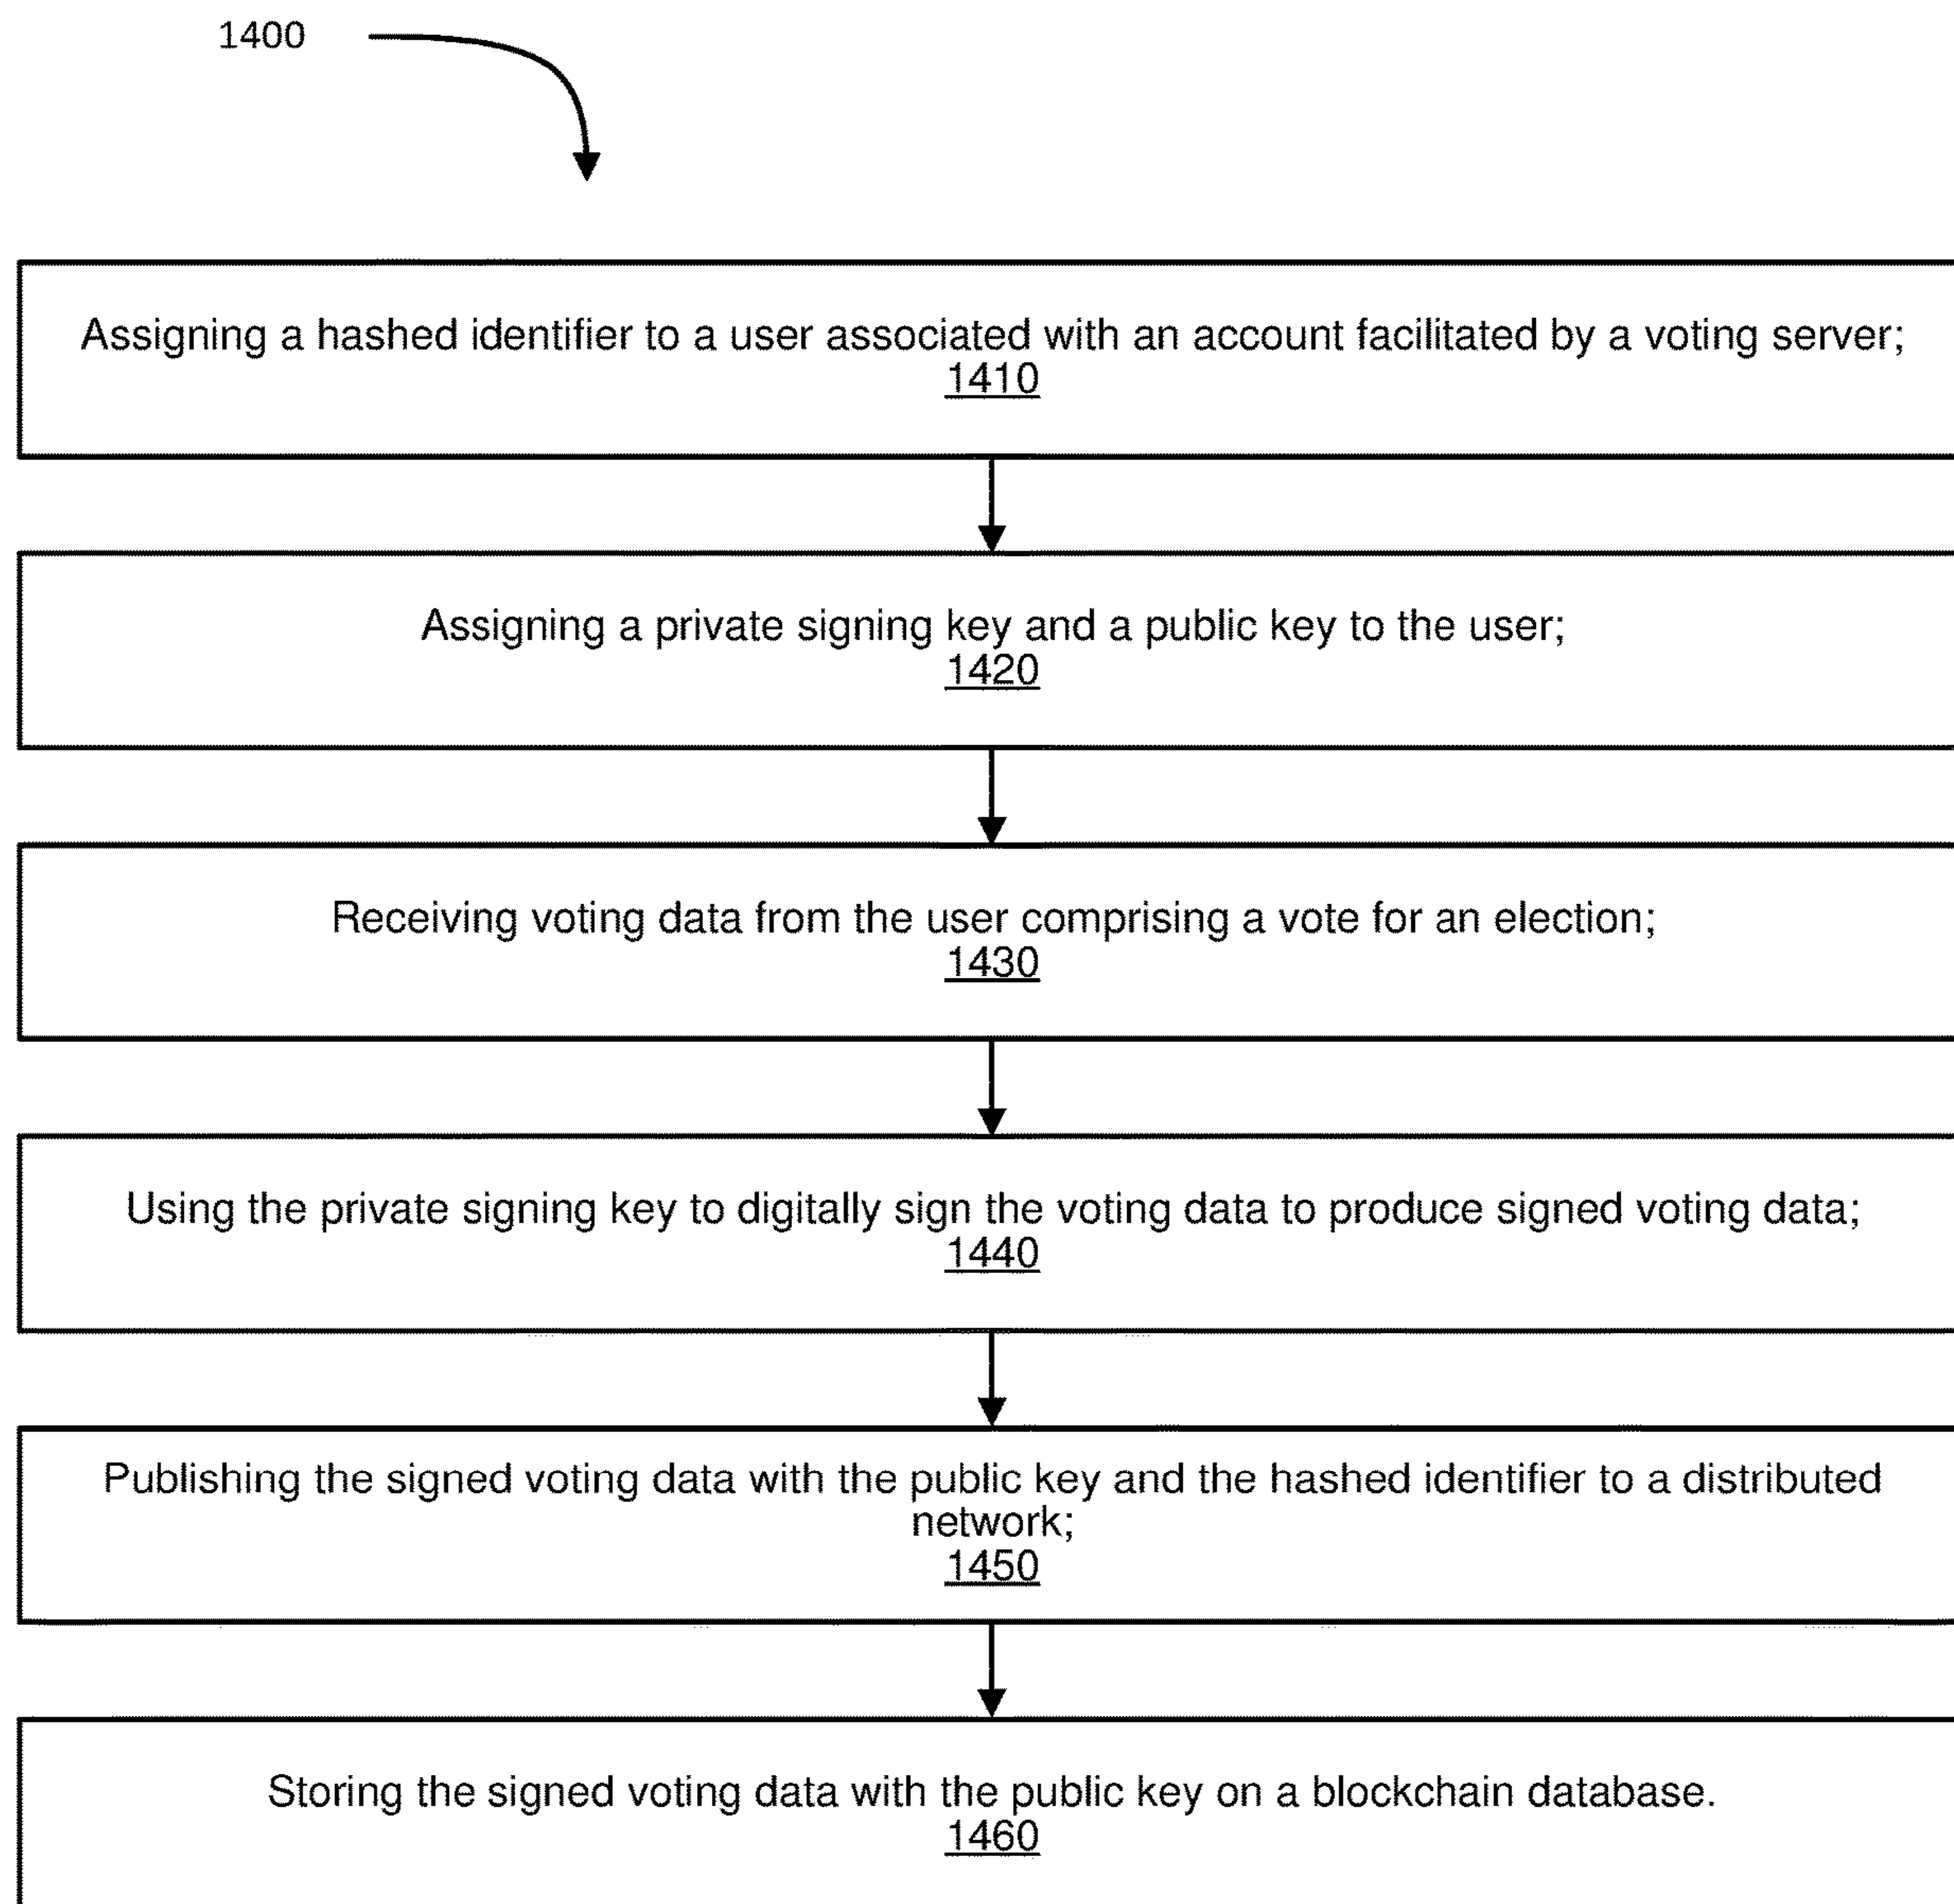 1400
Assigning a hashed identifier to a user associated with an account facilitated by a voting server;
1410
Assigning a private signing key and a public key to the user;
1420
Receiving voting data from the user comprising a vote for an election;
1430
Using the private signing key to digitally sign the voting data to produce signed voting data;
1440
Publishing the signed voting data with the public key and the hashed identifier to a distributed
network;
1450
Storing the signed voting data with the public key on a blockchain database.
1460